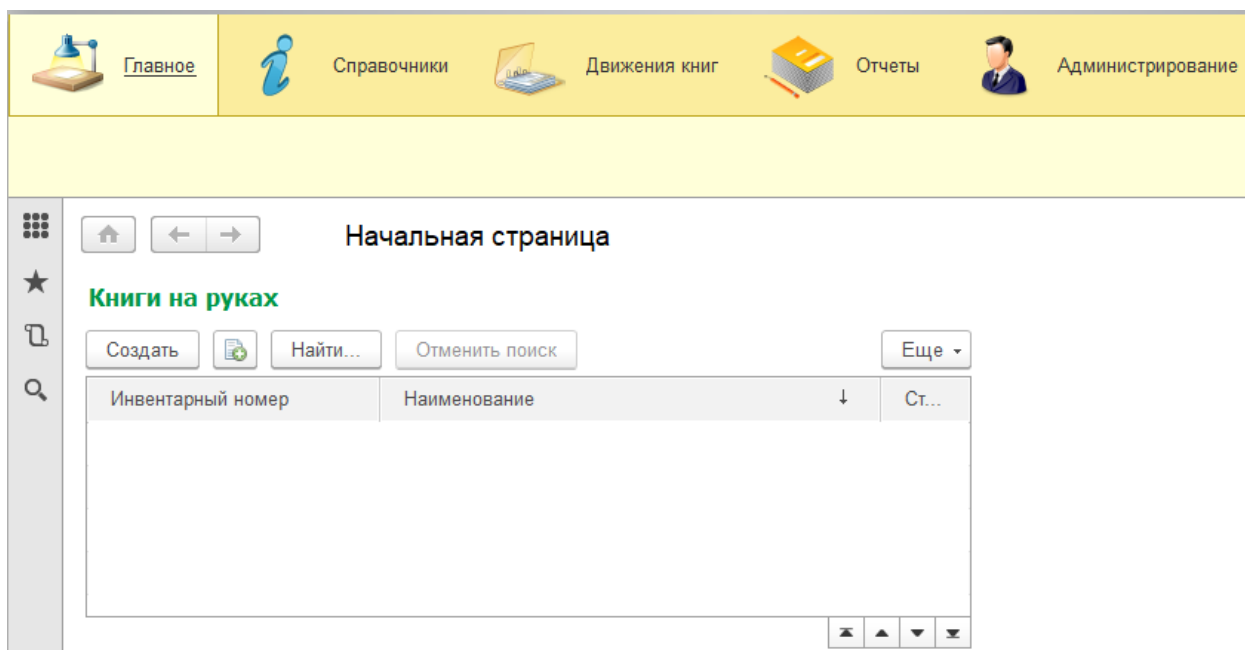 Главное Справочники Движения книг Отчеты Администрирование
Начальная страница
Книги на руках
Создать Найти... Отменить поиск Еще
Инвентарный номер Наименование Ст...